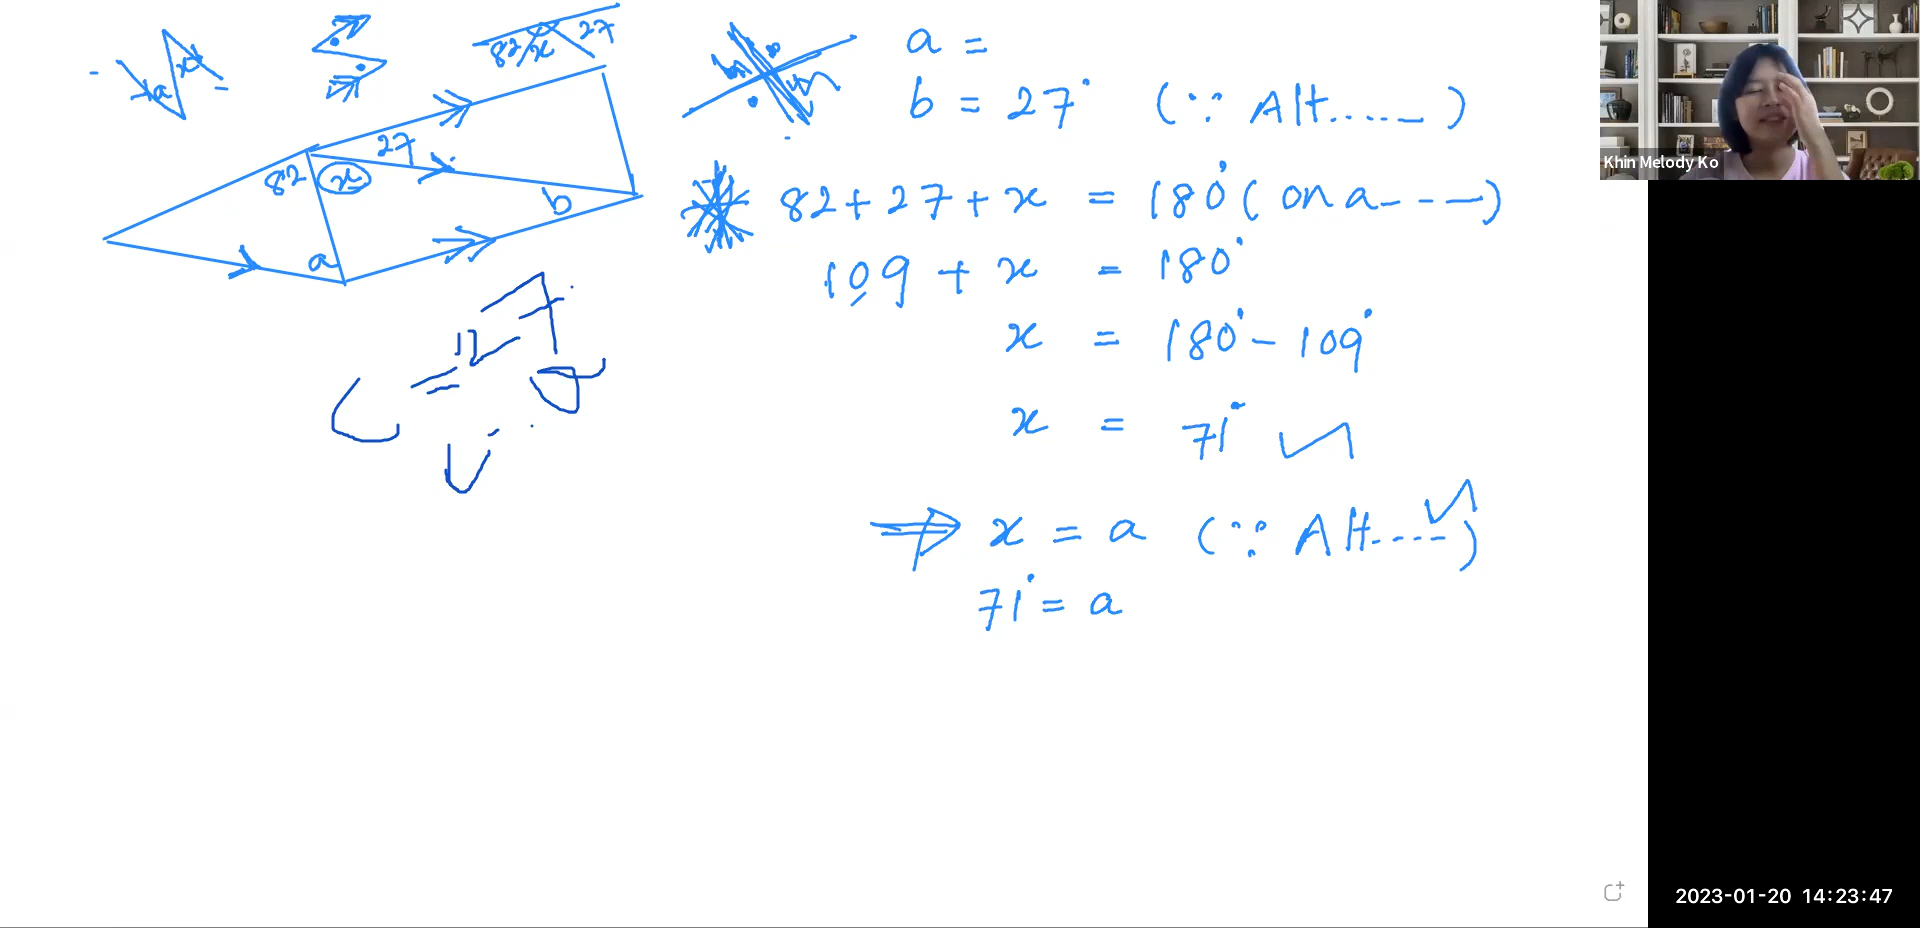 a x
82/x 27
27
82 x
b
a
a =
b = 27° (∵ Alt.....)
82 + 27 + x = 180° (on a ----)
109 + x = 180°
x = 180° - 109°
x = 71°
⇒ x = a (∵ Alt.....)
71° = a
Khin Melody Ko
2023-01-20 14:23:47